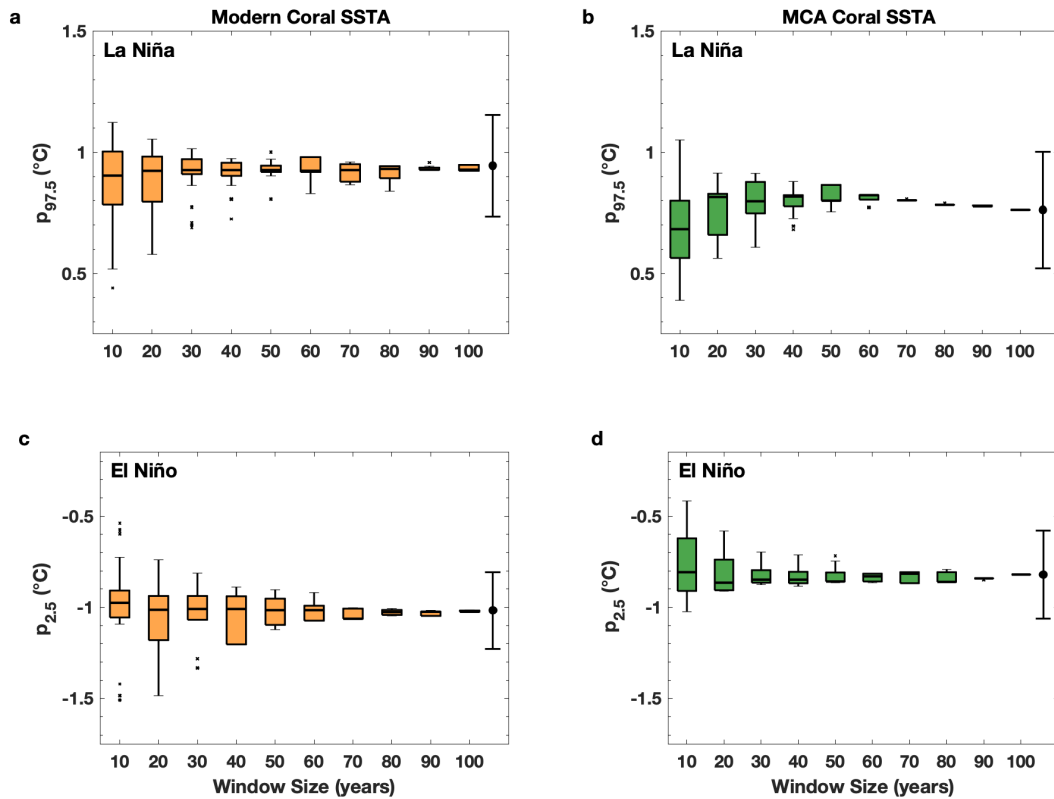 a
Modern Coral SSTA
La Niña
1.5
1
0.5
p97.5 (°C)
10 20 30 40 50 60 70 80 90 100
b
MCA Coral SSTA
La Niña
1.5
1
0.5
p97.5 (°C)
10 20 30 40 50 60 70 80 90 100
c
El Niño
-0.5
-1
-1.5
p2.5 (°C)
10 20 30 40 50 60 70 80 90 100
Window Size (years)
d
El Niño
-0.5
-1
-1.5
p2.5 (°C)
10 20 30 40 50 60 70 80 90 100
Window Size (years)